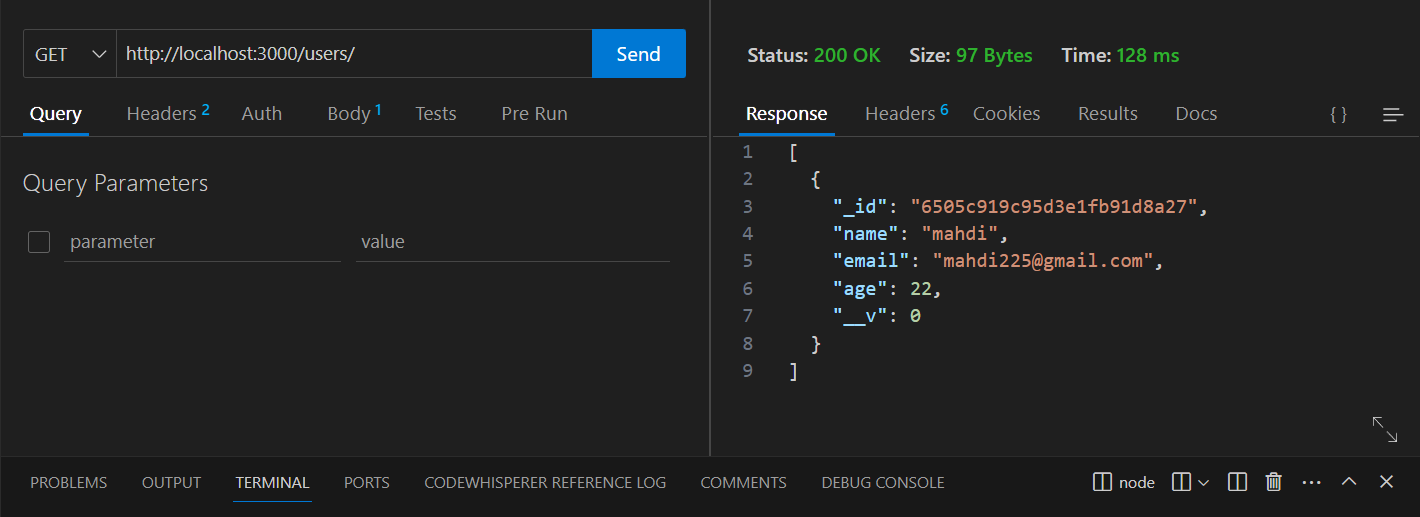 GET http://localhost:3000/users/ Send
Query Headers 2 Auth Body 1 Tests Pre Run
Query Parameters
parameter value
Status: 200 OK Size: 97 Bytes Time: 128 ms
Response Headers 6 Cookies Results Docs { }
1 [
2 {
3 "_id": "6505c919c95d3e1fb91d8a27",
4 "name": "mahdi",
5 "email": "mahdi225@gmail.com",
6 "age": 22,
7 "__v": 0
8 }
9 ]
PROBLEMS OUTPUT TERMINAL PORTS CODEWHISPERER REFERENCE LOG COMMENTS DEBUG CONSOLE node